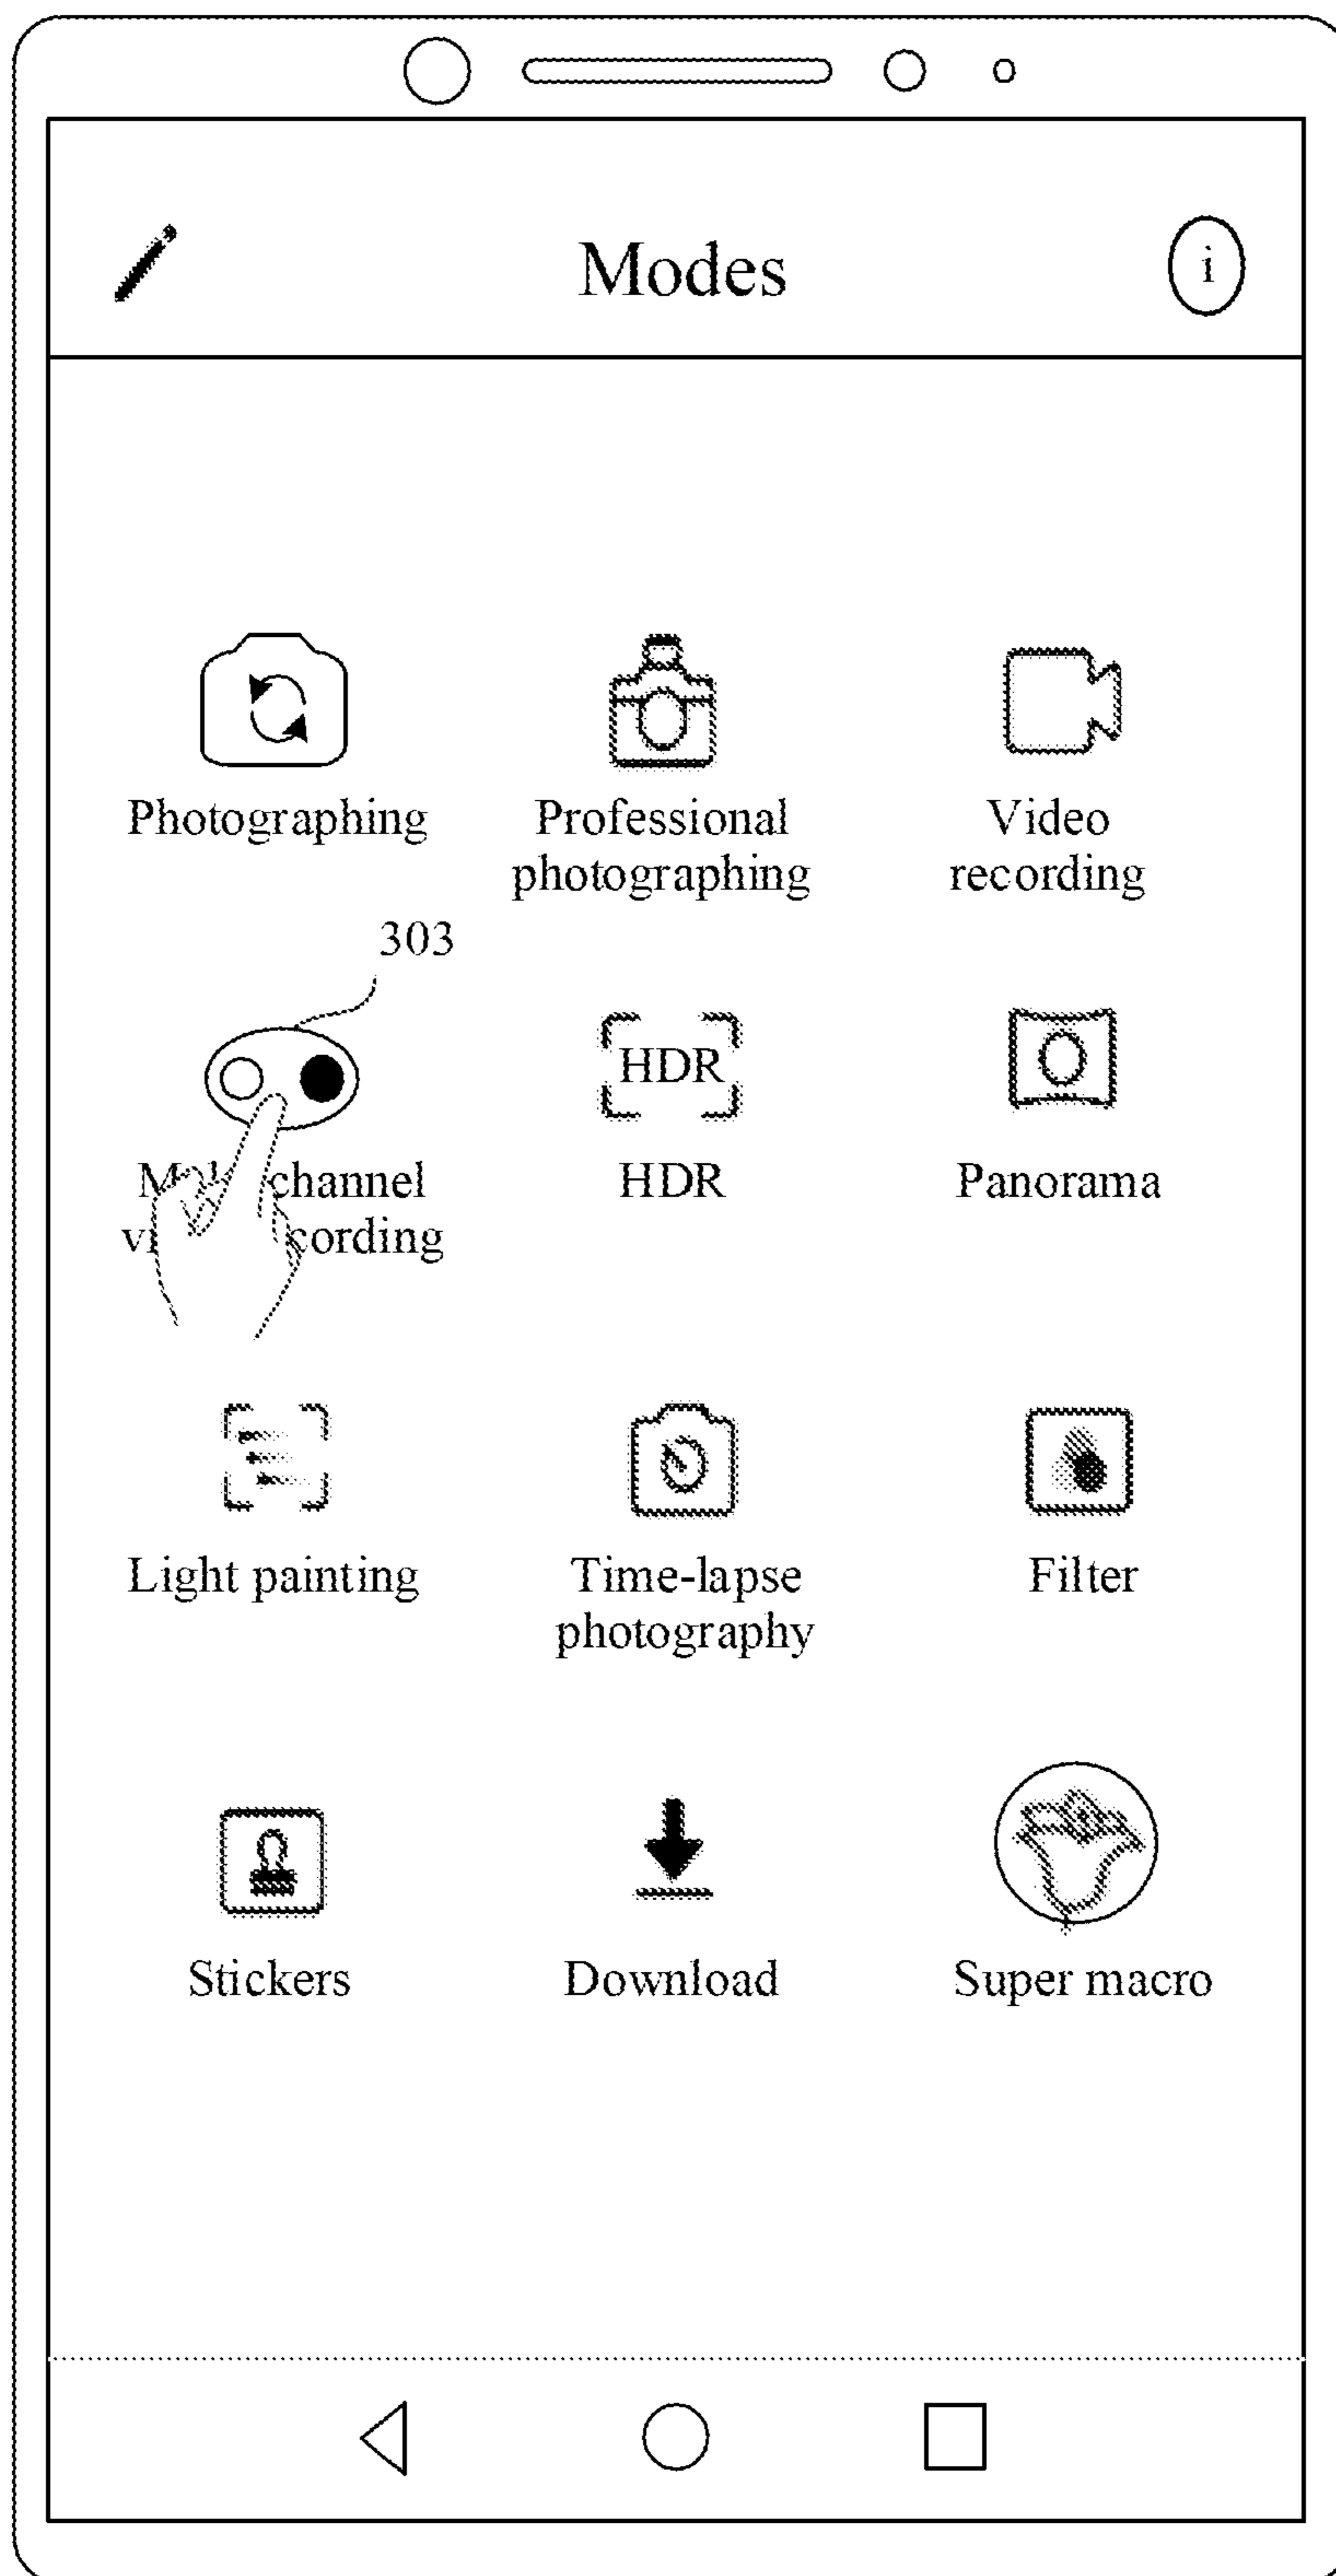 Modes
i
Photographing
Professional
photographing
Video
recording
303
HDR
channel
HDR
Panorama
cording
Light painting
Time-lapse
photography
Filter
Stickers
Download
Super macro